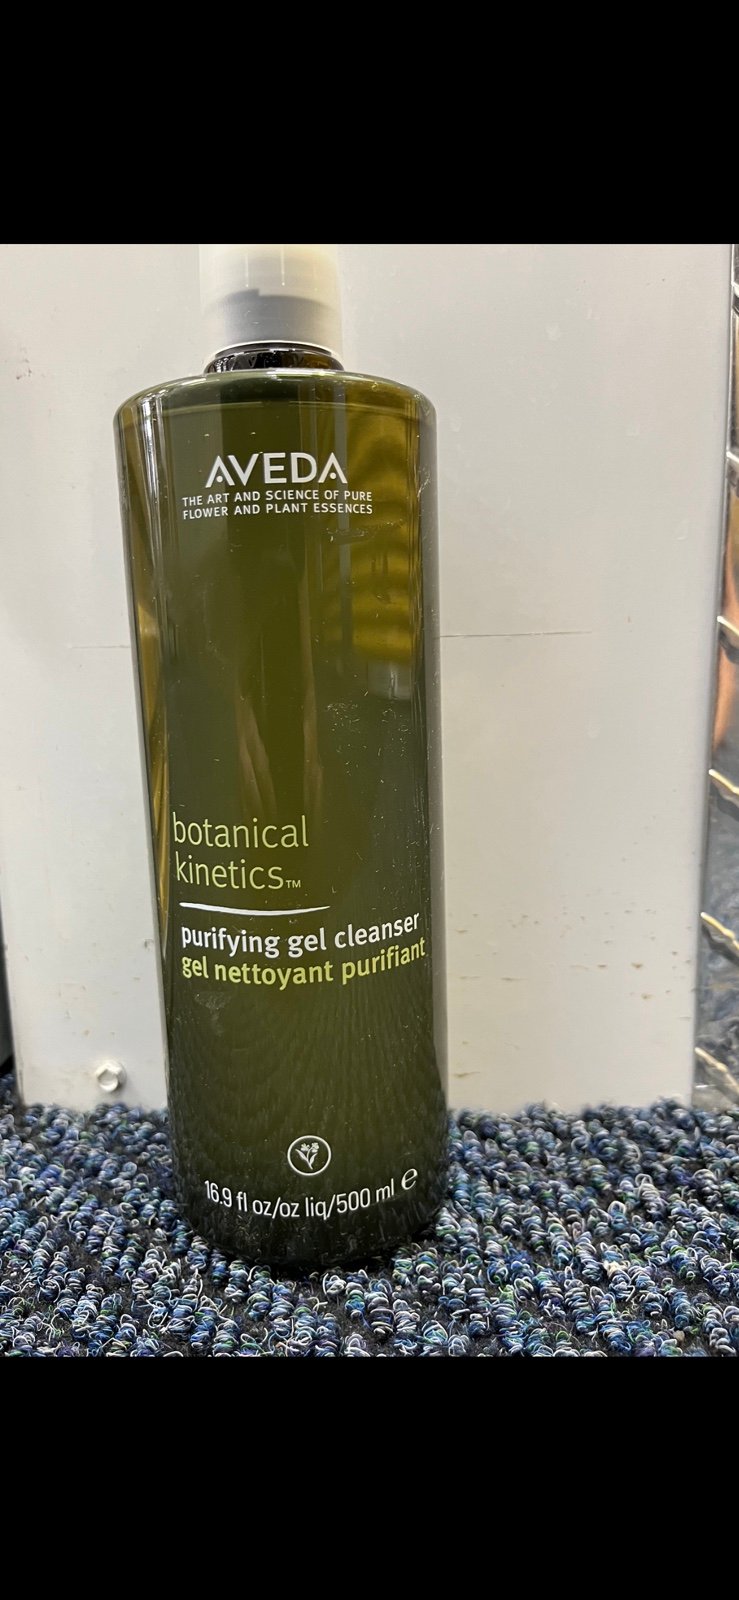 AVEDA
THE ART AND SCIENCE OF PURE
FLOWER AND PLANT ESSENCES
botanical
kinetics™
purifying gel cleanser
gel nettoyant purifiant
16.9 fl oz/oz liq/500 ml ℮